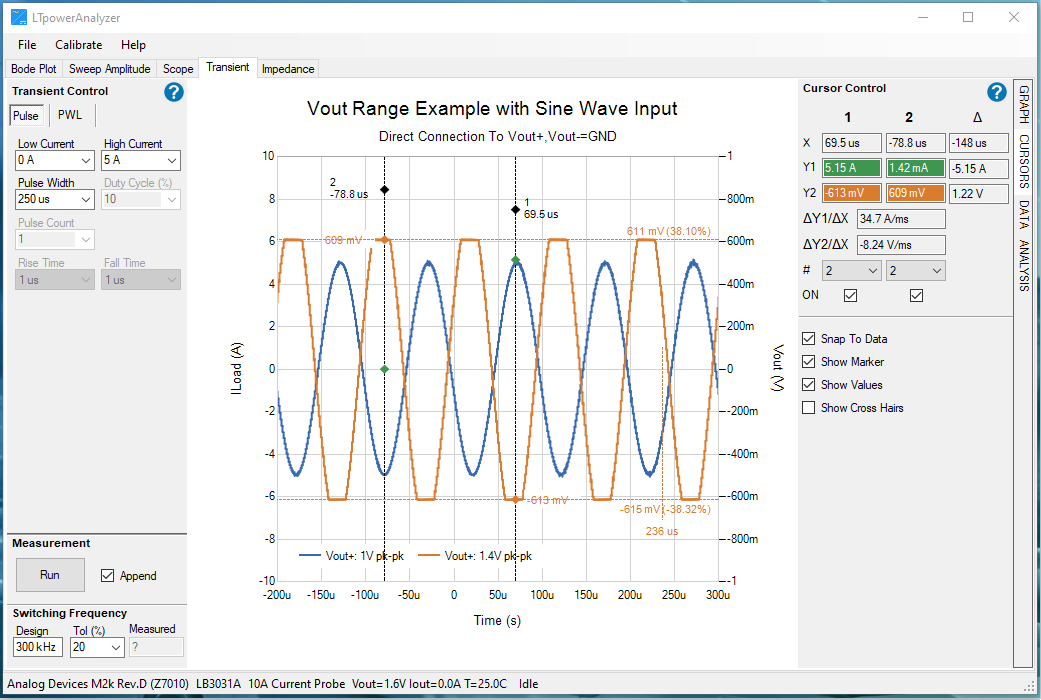 LTpowerAnalyzer
File Calibrate Help
Bode Plot Sweep Amplitude Scope Transient Impedance
Transient Control ?
Pulse PWL
Low Current High Current
0 A 5 A
Pulse Width Duty Cycle (%)
250 us 10
Pulse Count
1
Rise Time Fall Time
1 us 1 us
Measurement
Run Append
Switching Frequency
Design Tol (%) Measured
300 kHz 20 ?
Vout Range Example with Sine Wave Input
Direct Connection To Vout+,Vout-=GND
10 1
8 800m
6 600m
4 400m
2 200m
0 0
-2 -200m
-4 -400m
-6 -600m
-8 -800m
-10 -1
ILoad (A)
Vout (V)
2
-78.8 us
1
69.5 us
609 mV
611 mV (38.10%)
-613 mV
-615 mV (-38.32%)
236 us
Vout+: 1V pk-pk Vout+: 1.4V pk-pk
-200u -150u -100u -50u 0 50u 100u 150u 200u 250u 300u
Time (s)
Cursor Control ?
1 2 Δ
X 69.5 us -78.8 us -148 us
Y1 5.15 A 1.42 mA -5.15 A
Y2 -613 mV 609 mV 1.22 V
ΔY1/ΔX 34.7 A/ms
ΔY2/ΔX -8.24 V/ms
# 2 2
ON
Snap To Data
Show Marker
Show Values
Show Cross Hairs
GRAPH
CURSORS
DATA
ANALYSIS
Analog Devices M2k Rev.D (Z7010) LB3031A 10A Current Probe Vout=1.6V Iout=0.0A T=25.0C Idle